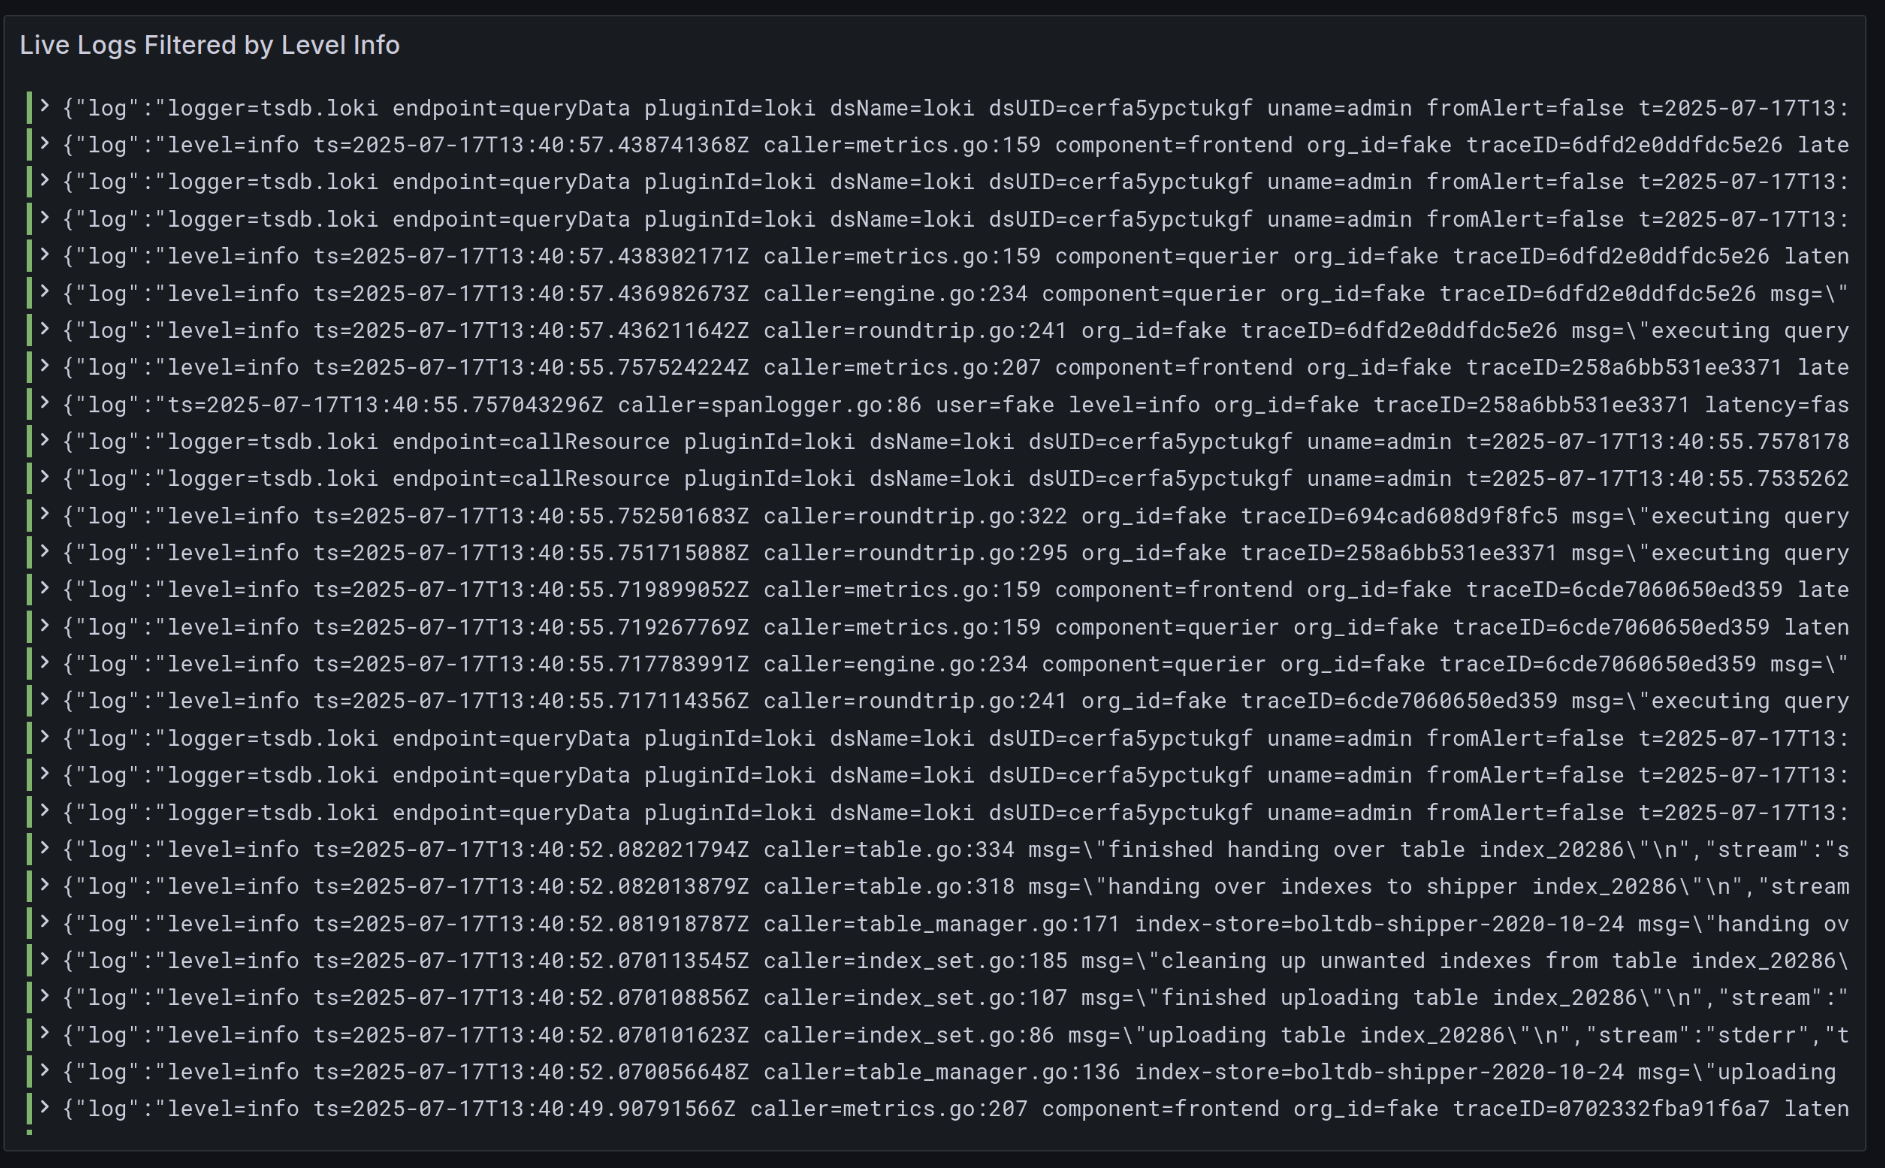 Live Logs Filtered by Level Info
{"log":"logger=tsdb.loki endpoint=queryData pluginId=loki dsName=loki dsUID=cerfa5ypctukgf uname=admin fromAlert=false t=2025-07-17T13:
{"log":"level=info ts=2025-07-17T13:40:57.438741368Z caller=metrics.go:159 component=frontend org_id=fake traceID=6dfd2e0ddfdc5e26 late
{"log":"logger=tsdb.loki endpoint=queryData pluginId=loki dsName=loki dsUID=cerfa5ypctukgf uname=admin fromAlert=false t=2025-07-17T13:
{"log":"logger=tsdb.loki endpoint=queryData pluginId=loki dsName=loki dsUID=cerfa5ypctukgf uname=admin fromAlert=false t=2025-07-17T13:
{"log":"level=info ts=2025-07-17T13:40:57.438302171Z caller=metrics.go:159 component=querier org_id=fake traceID=6dfd2e0ddfdc5e26 laten
{"log":"level=info ts=2025-07-17T13:40:57.436982673Z caller=engine.go:234 component=querier org_id=fake traceID=6dfd2e0ddfdc5e26 msg=\"
{"log":"level=info ts=2025-07-17T13:40:57.436211642Z caller=roundtrip.go:241 org_id=fake traceID=6dfd2e0ddfdc5e26 msg=\"executing query
{"log":"level=info ts=2025-07-17T13:40:55.757524224Z caller=metrics.go:207 component=frontend org_id=fake traceID=258a6bb531ee3371 late
{"log":"ts=2025-07-17T13:40:55.757043296Z caller=spanlogger.go:86 user=fake level=info org_id=fake traceID=258a6bb531ee3371 latency=fas
{"log":"logger=tsdb.loki endpoint=callResource pluginId=loki dsName=loki dsUID=cerfa5ypctukgf uname=admin t=2025-07-17T13:40:55.7578178
{"log":"logger=tsdb.loki endpoint=callResource pluginId=loki dsName=loki dsUID=cerfa5ypctukgf uname=admin t=2025-07-17T13:40:55.7535262
{"log":"level=info ts=2025-07-17T13:40:55.752501683Z caller=roundtrip.go:322 org_id=fake traceID=694cad608d9f8fc5 msg=\"executing query
{"log":"level=info ts=2025-07-17T13:40:55.751715088Z caller=roundtrip.go:295 org_id=fake traceID=258a6bb531ee3371 msg=\"executing query
{"log":"level=info ts=2025-07-17T13:40:55.719899052Z caller=metrics.go:159 component=frontend org_id=fake traceID=6cde7060650ed359 late
{"log":"level=info ts=2025-07-17T13:40:55.719267769Z caller=metrics.go:159 component=querier org_id=fake traceID=6cde7060650ed359 laten
{"log":"level=info ts=2025-07-17T13:40:55.717783991Z caller=engine.go:234 component=querier org_id=fake traceID=6cde7060650ed359 msg=\"
{"log":"level=info ts=2025-07-17T13:40:55.717114356Z caller=roundtrip.go:241 org_id=fake traceID=6cde7060650ed359 msg=\"executing query
{"log":"logger=tsdb.loki endpoint=queryData pluginId=loki dsName=loki dsUID=cerfa5ypctukgf uname=admin fromAlert=false t=2025-07-17T13:
{"log":"logger=tsdb.loki endpoint=queryData pluginId=loki dsName=loki dsUID=cerfa5ypctukgf uname=admin fromAlert=false t=2025-07-17T13:
{"log":"logger=tsdb.loki endpoint=queryData pluginId=loki dsName=loki dsUID=cerfa5ypctukgf uname=admin fromAlert=false t=2025-07-17T13:
{"log":"level=info ts=2025-07-17T13:40:52.082021794Z caller=table.go:334 msg=\"finished handing over table index_20286\"\n","stream":"s
{"log":"level=info ts=2025-07-17T13:40:52.082013879Z caller=table.go:318 msg=\"handing over indexes to shipper index_20286\"\n","stream
{"log":"level=info ts=2025-07-17T13:40:52.081918787Z caller=table_manager.go:171 index-store=boltdb-shipper-2020-10-24 msg=\"handing ov
{"log":"level=info ts=2025-07-17T13:40:52.070113545Z caller=index_set.go:185 msg=\"cleaning up unwanted indexes from table index_20286\
{"log":"level=info ts=2025-07-17T13:40:52.070108856Z caller=index_set.go:107 msg=\"finished uploading table index_20286\"\n","stream":"
{"log":"level=info ts=2025-07-17T13:40:52.070101623Z caller=index_set.go:86 msg=\"uploading table index_20286\"\n","stream":"stderr","t
{"log":"level=info ts=2025-07-17T13:40:52.070056648Z caller=table_manager.go:136 index-store=boltdb-shipper-2020-10-24 msg=\"uploading
{"log":"level=info ts=2025-07-17T13:40:49.90791566Z caller=metrics.go:207 component=frontend org_id=fake traceID=0702332fba91f6a7 laten